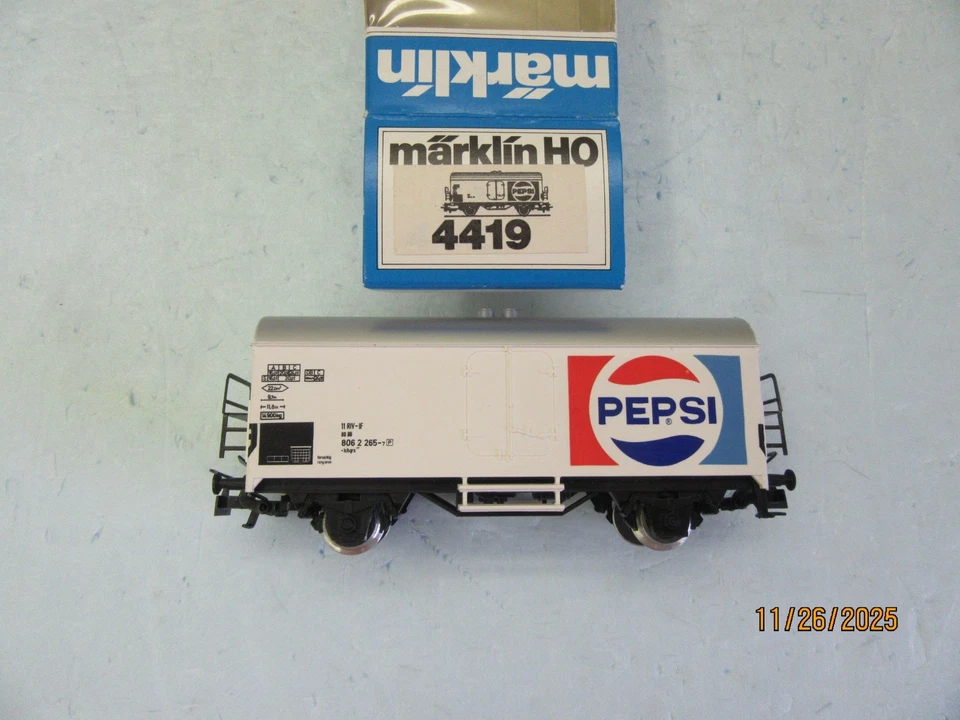 märklin
märklin HO
PEPSI
4419
A B C
PEPSI
®
11 RIV-IF
806 2 265-7 P
11/26/2025